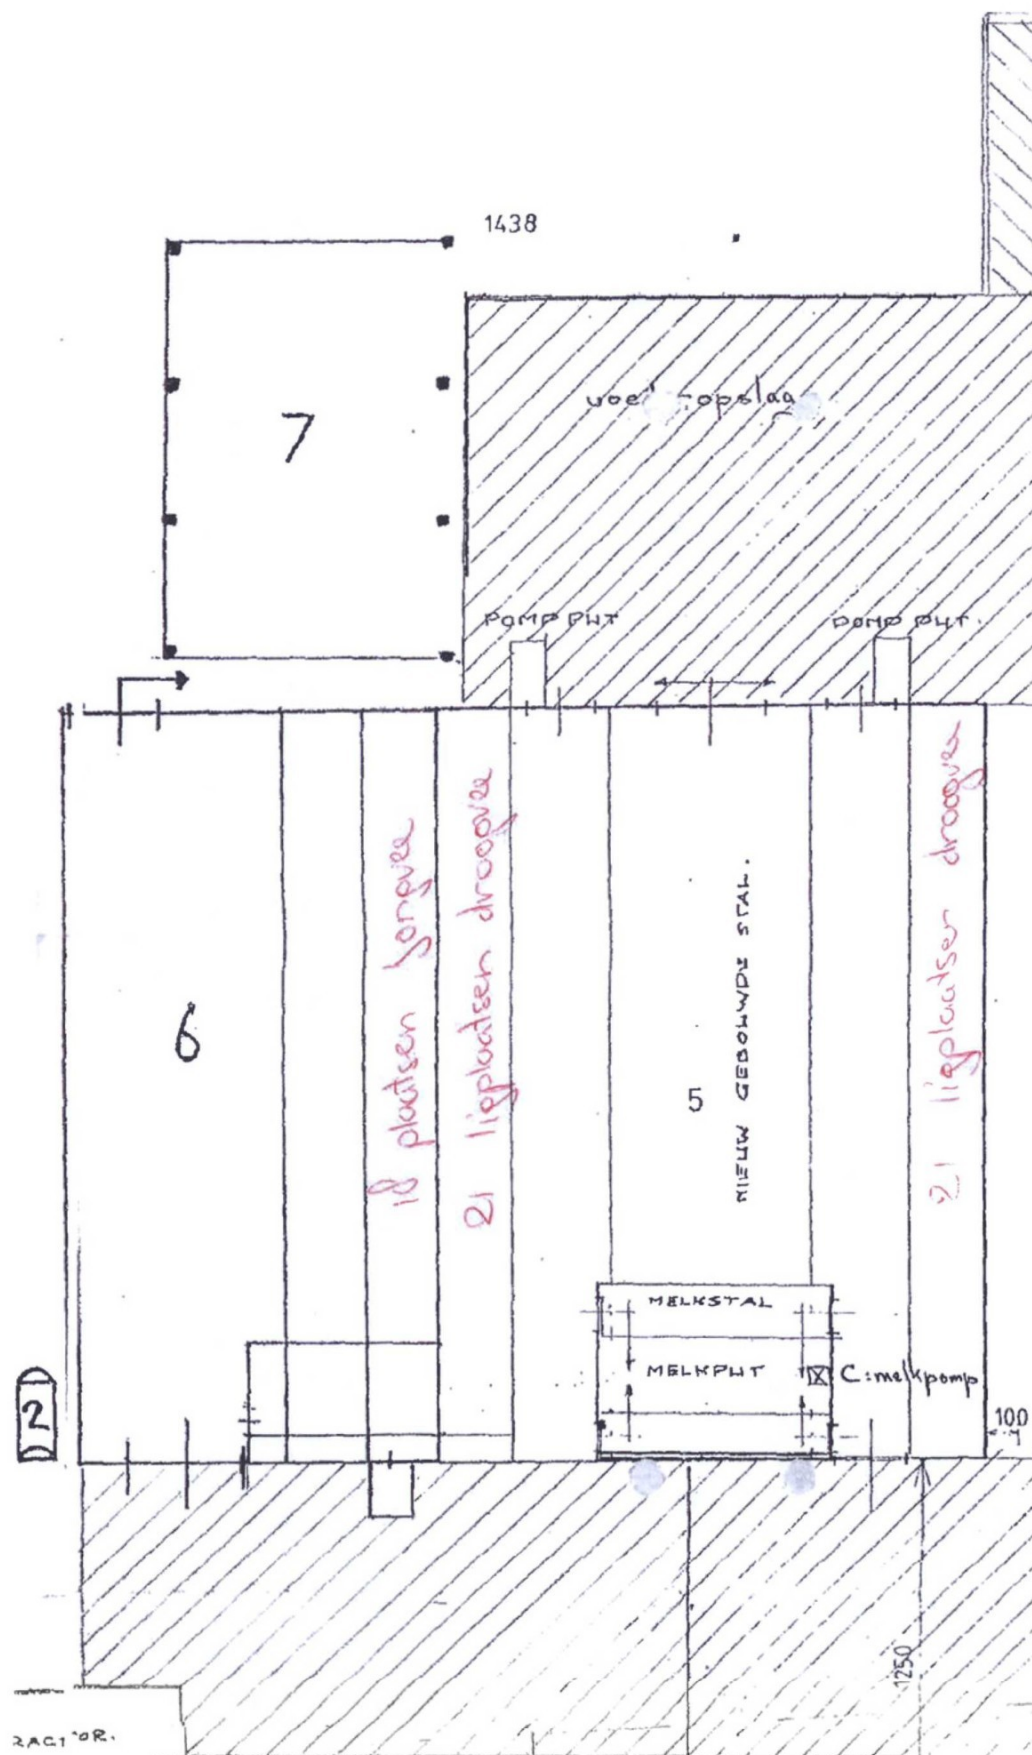 1438
voe opslag
7
POMP PUT
POMP PUT.
18 plaatsen Jongvee
21 ligplaatsen droogvee
NIEUW GEBOUWDE STAL.
21 ligplaatsen droogvee
6
5
MELKSTAL
MELKPUT
C:melkpomp
2
100
1250